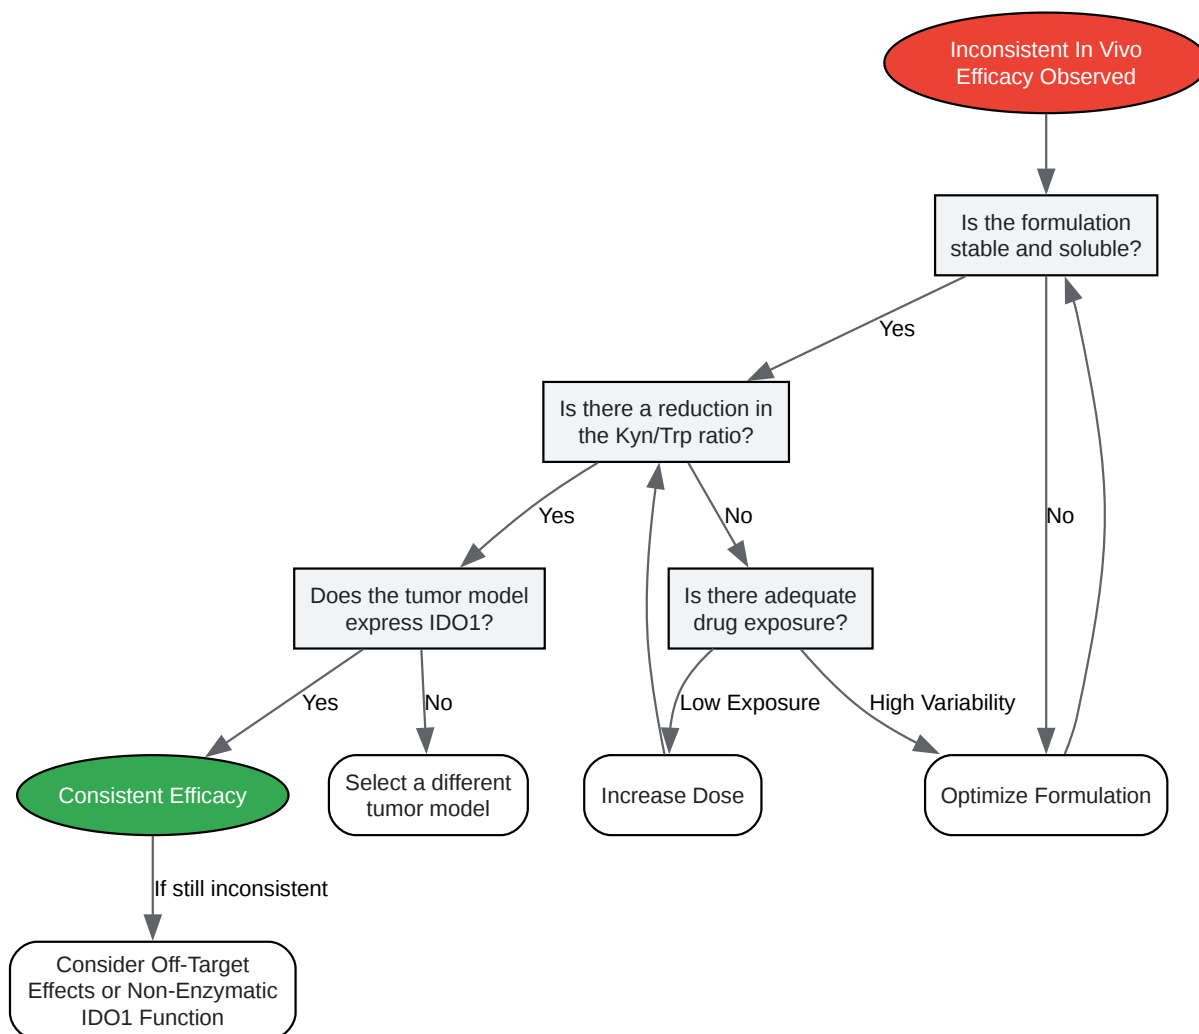 Inconsistent In Vivo
Efficacy Observed
Is the formulation
stable and soluble?
Yes
Is there a reduction in
the Kyn/Trp ratio?
Yes
No
No
Does the tumor model
express IDO1?
Is there adequate
drug exposure?
Yes
No
Low Exposure
High Variability
Consistent Efficacy
Select a different
tumor model
Increase Dose
Optimize Formulation
If still inconsistent
Consider Off-Target
Effects or Non-Enzymatic
IDO1 Function